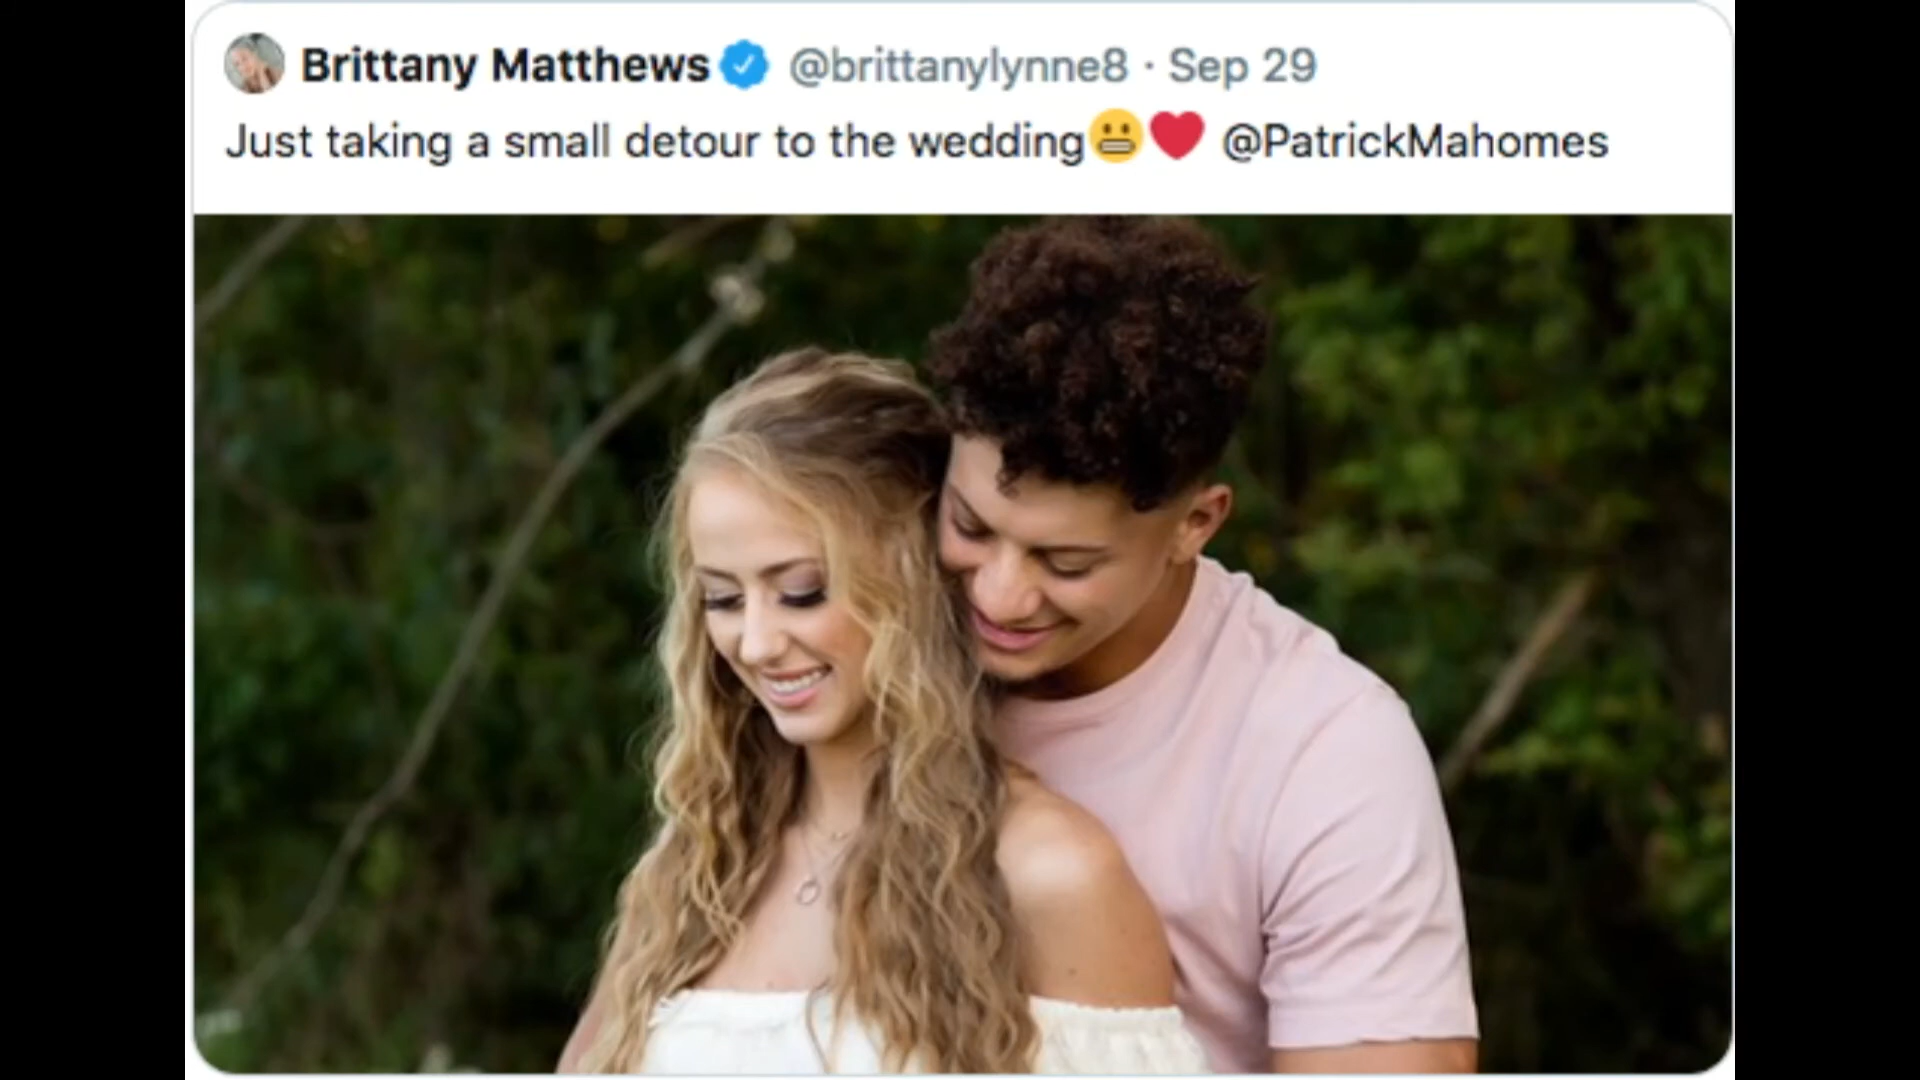 Brittany Matthews @brittanylynne8 · Sep 29
Just taking a small detour to the wedding😬❤️ @PatrickMahomes